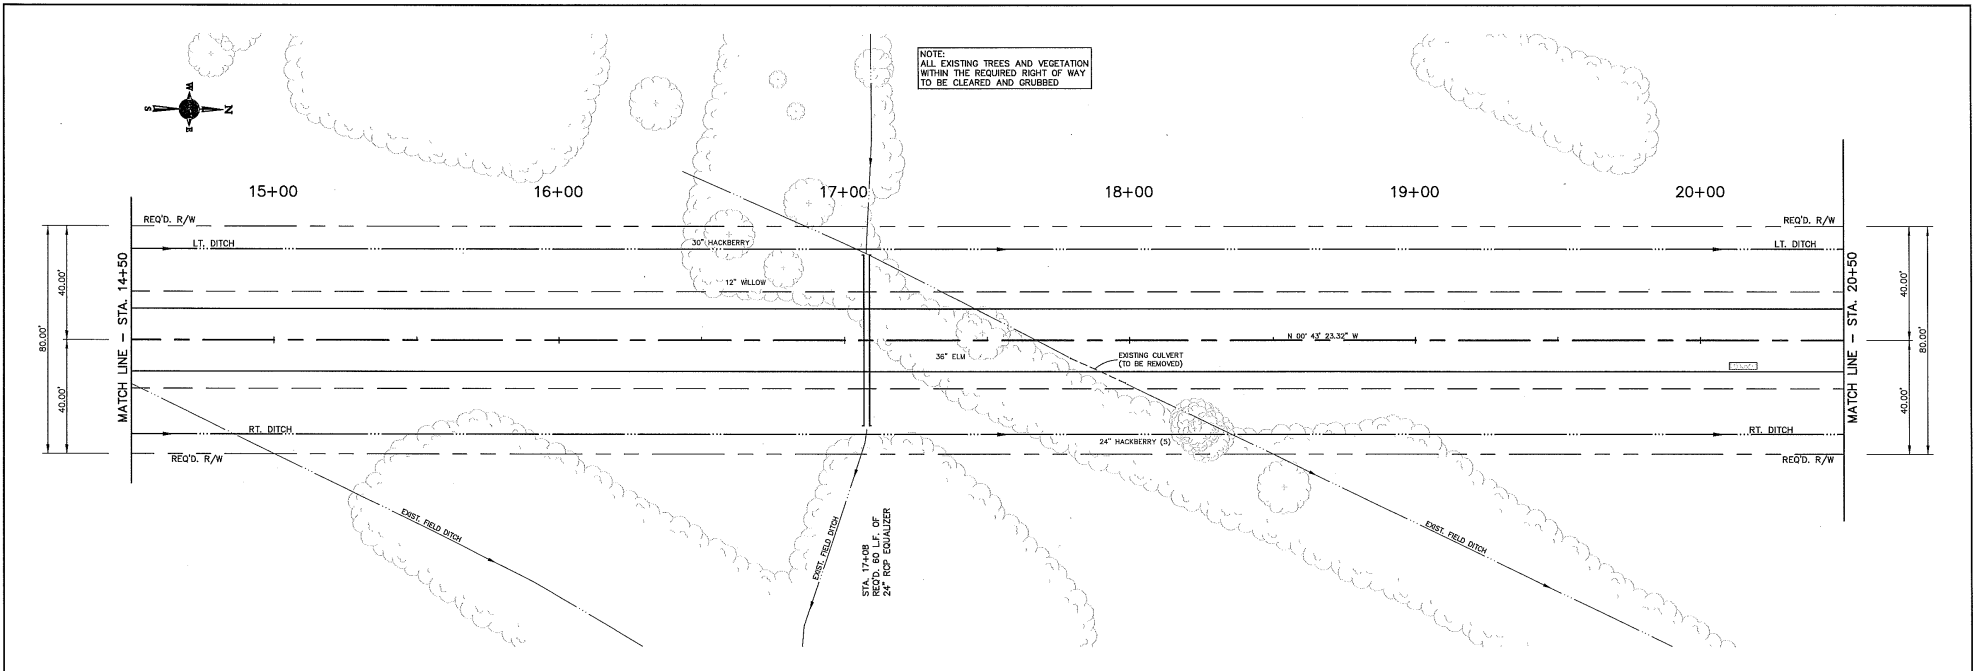 NOTE:
ALL EXISTING TREES AND VEGETATION
WITHIN THE REQUIRED RIGHT OF WAY
TO BE CLEARED AND GRUBBED
W
S N
E
15+00 16+00 17+00 18+00 19+00 20+00
REQ'D. R/W
REQ'D. R/W
LT. DITCH
30" HACKBERRY
LT. DITCH
12" WILLOW
MATCH LINE - STA. 14+50
MATCH LINE - STA. 20+50
40.00'
80.00'
40.00'
40.00'
80.00'
40.00'
N 00° 43' 23.32" W
36" ELM
EXISTING CULVERT
(TO BE REMOVED)
RT. DITCH
24" HACKBERRY (5)
RT. DITCH
REQ'D. R/W
REQ'D. R/W
EXIST. FIELD DITCH
EXIST. FIELD DITCH
EXIST. FIELD DITCH
STA. 17+08
REQ'D. 60 L.F. OF
24" RCP EQUALIZER